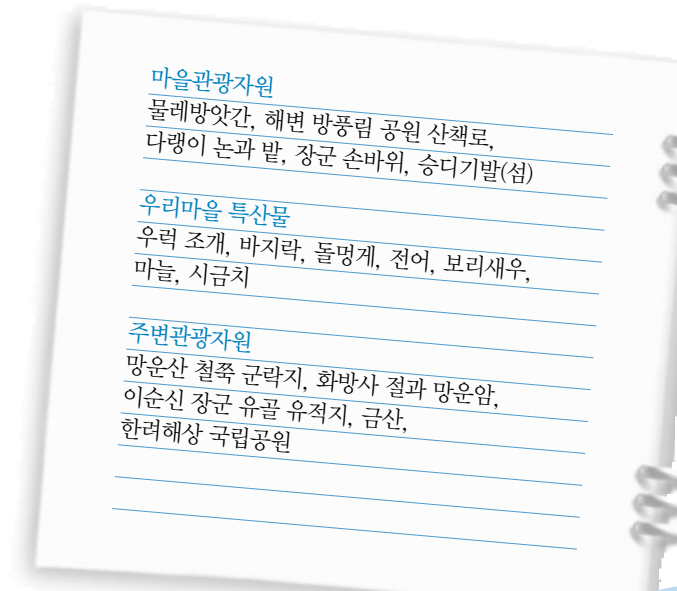 마을관광자원
물레방앗간, 해변 방풍림 공원 산책로,
다랭이 논과 밭, 장군 손바위, 승디기발(섬)
우리마을 특산물
우럭 조개, 바지락, 돌멍게, 전어, 보리새우,
마늘, 시금치
주변관광자원
망운산 철쭉 군락지, 화방사 절과 망운암,
이순신 장군 유골 유적지, 금산,
한려해상 국립공원